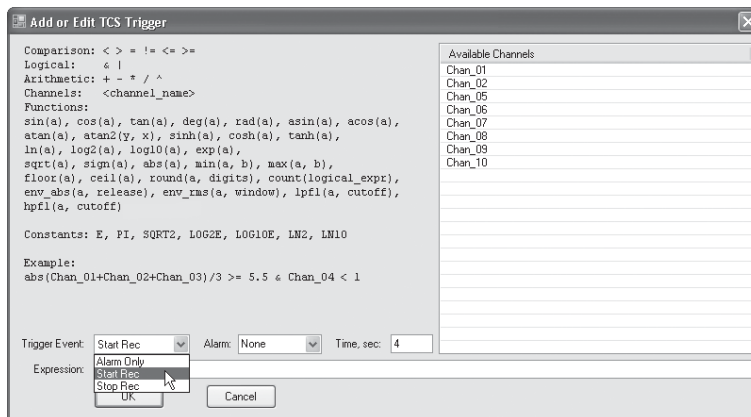 Add or Edit TCS Trigger
Comparison: < > = != <= >=
Logical: & |
Arithmetic: + - * / ^
Channels: <channel_name>
Functions:
sin(a), cos(a), tan(a), deg(a), rad(a), asin(a), acos(a),
atan(a), atan2(y, x), sinh(a), cosh(a), tanh(a),
ln(a), log2(a), log10(a), exp(a),
sqrt(a), sign(a), abs(a), min(a, b), max(a, b),
floor(a), ceil(a), round(a, digits), count(logical_expr),
env_abs(a, release), env_rms(a, window), lpf1(a, cutoff),
hpf1(a, cutoff)
Constants: E, PI, SQRT2, LOG2E, LOG10E, LN2, LN10
Example:
abs(Chan_01+Chan_02+Chan_03)/3 >= 5.5 & Chan_04 < 1
Available Channels
Chan_01
Chan_02
Chan_05
Chan_06
Chan_07
Chan_08
Chan_09
Chan_10
Trigger Event: Start Rec Alarm: None Time, sec: 4
Alarm Only
Expression: Start Rec
Stop Rec
OK Cancel